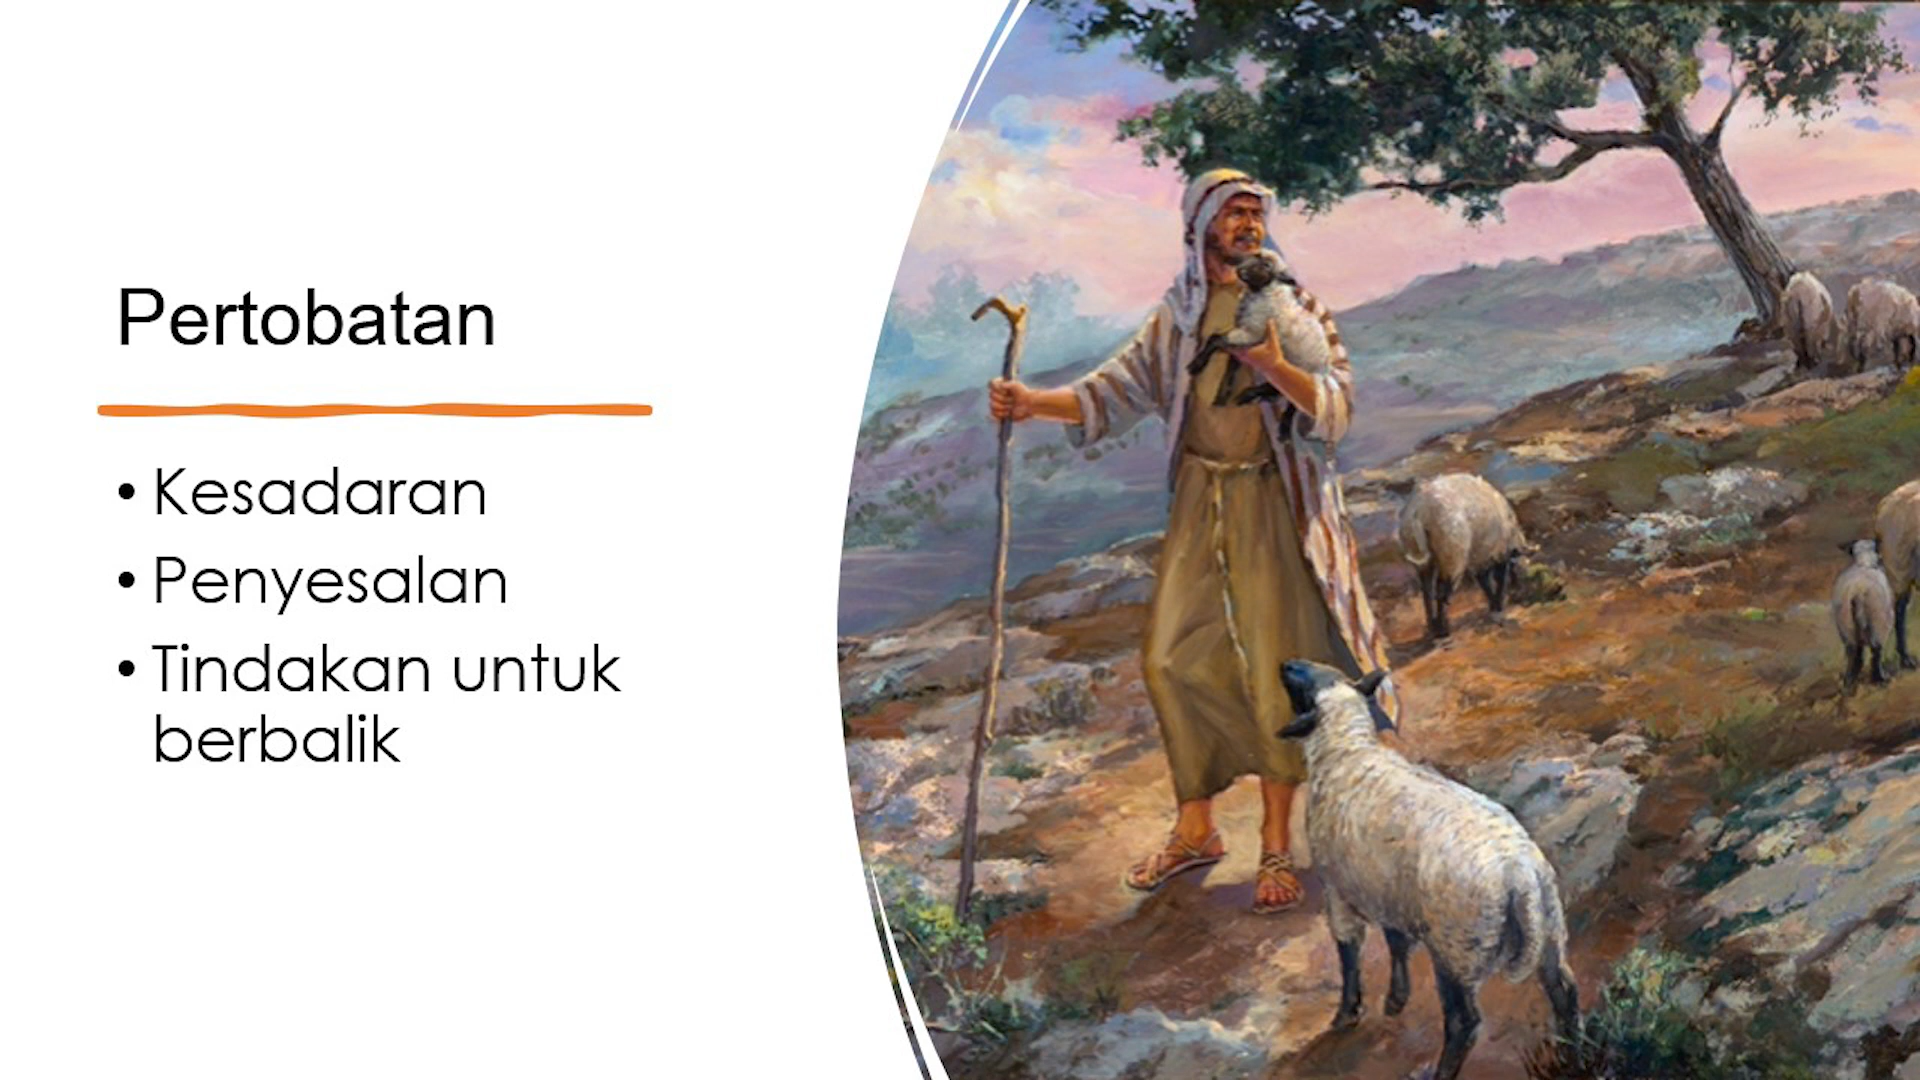 Pertobatan
• Kesadaran
• Penyesalan
• Tindakan untuk
berbalik